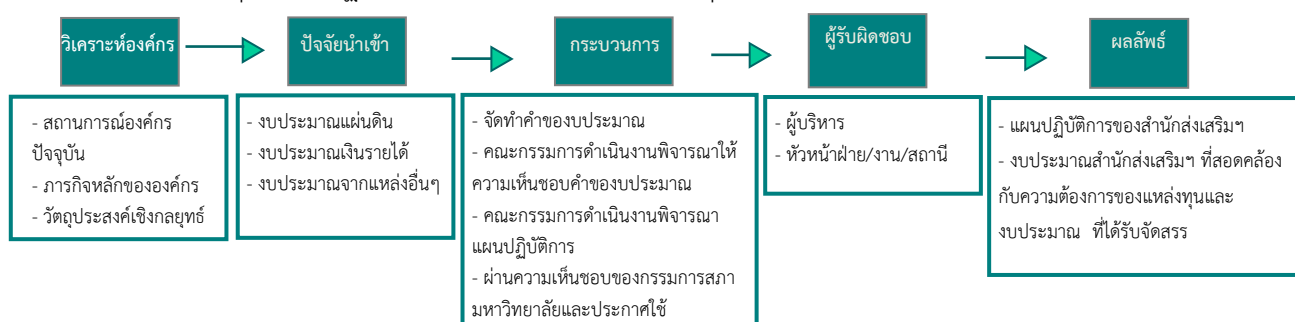 วิเคราะห์องค์กร
ปัจจัยนำเข้า
กระบวนการ
ผู้รับผิดชอบ
ผลลัพธ์
- สถานการณ์องค์กร
ปัจจุบัน
- ภารกิจหลักขององค์กร
- วัตถุประสงค์เชิงกลยุทธ์
- งบประมาณแผ่นดิน
- งบประมาณเงินรายได้
- งบประมาณจากแหล่งอื่นๆ
- จัดทำคำของบประมาณ
- คณะกรรมการดำเนินงานพิจารณาให้
ความเห็นชอบคำของบประมาณ
- คณะกรรมการดำเนินงานพิจารณา
แผนปฏิบัติการ
- ผ่านความเห็นชอบของกรรมการสภา
มหาวิทยาลัยและประกาศใช้
- ผู้บริหาร
- หัวหน้าฝ่าย/งาน/สถานี
- แผนปฏิบัติการของสำนักส่งเสริมฯ
- งบประมาณสำนักส่งเสริมฯ ที่สอดคล้อง
กับความต้องการของแหล่งทุนและ
งบประมาณ ที่ได้รับจัดสรร